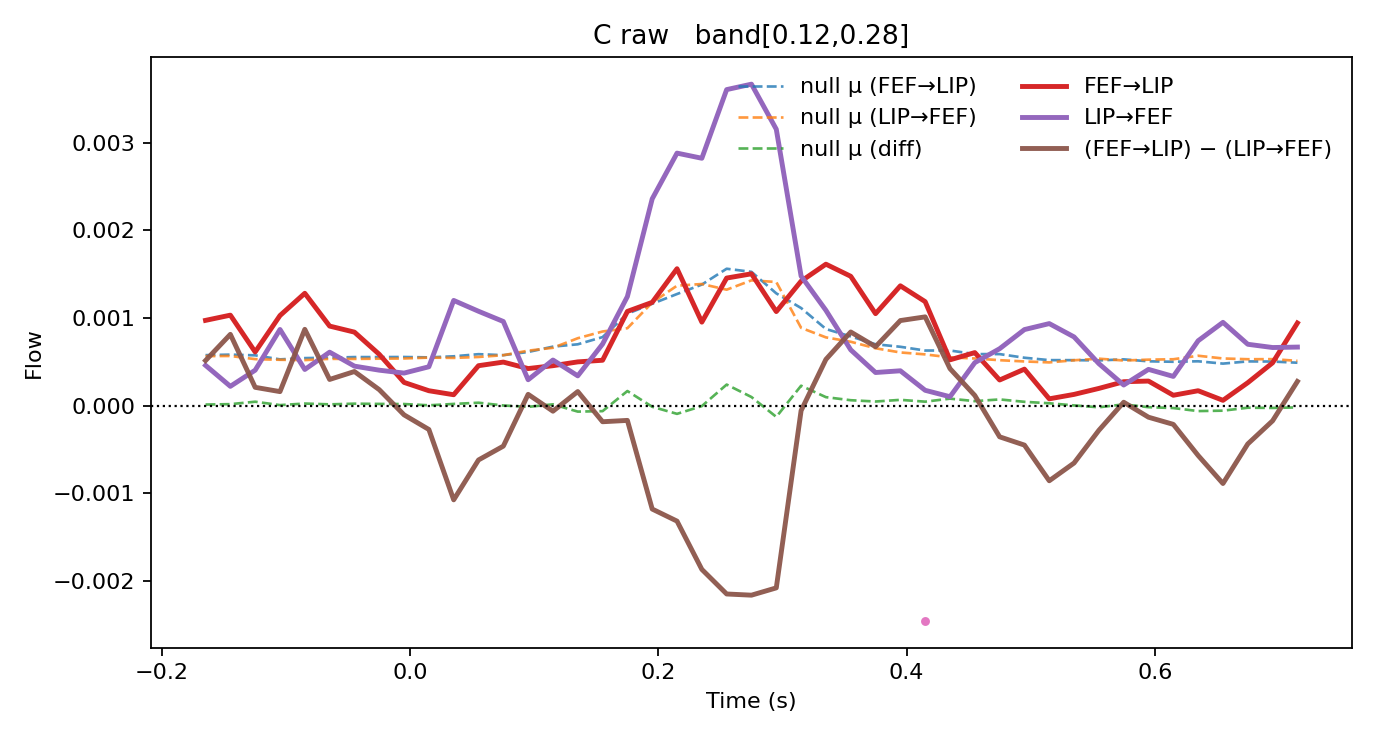 C raw band[0.12,0.28]
null μ (FEF→LIP)
null μ (LIP→FEF)
null μ (diff)
FEF→LIP
LIP→FEF
(FEF→LIP) − (LIP→FEF)
Flow
0.003
0.002
0.001
0.000
−0.001
−0.002
−0.2
0.0
0.2
0.4
0.6
Time (s)